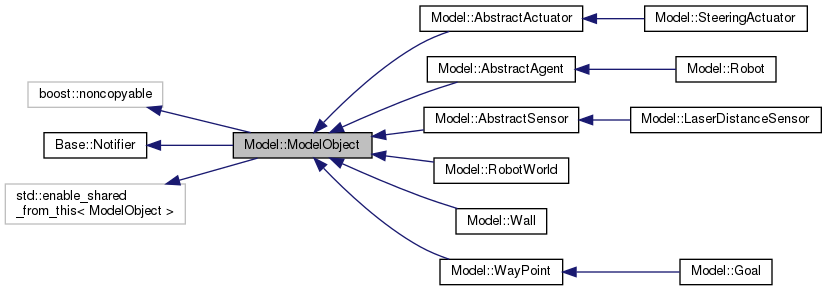 boost::noncopyable
Base::Notifier
std::enable_shared
_from_this< ModelObject >
Model::ModelObject
Model::AbstractActuator
Model::AbstractAgent
Model::AbstractSensor
Model::RobotWorld
Model::Wall
Model::WayPoint
Model::SteeringActuator
Model::Robot
Model::LaserDistanceSensor
Model::Goal